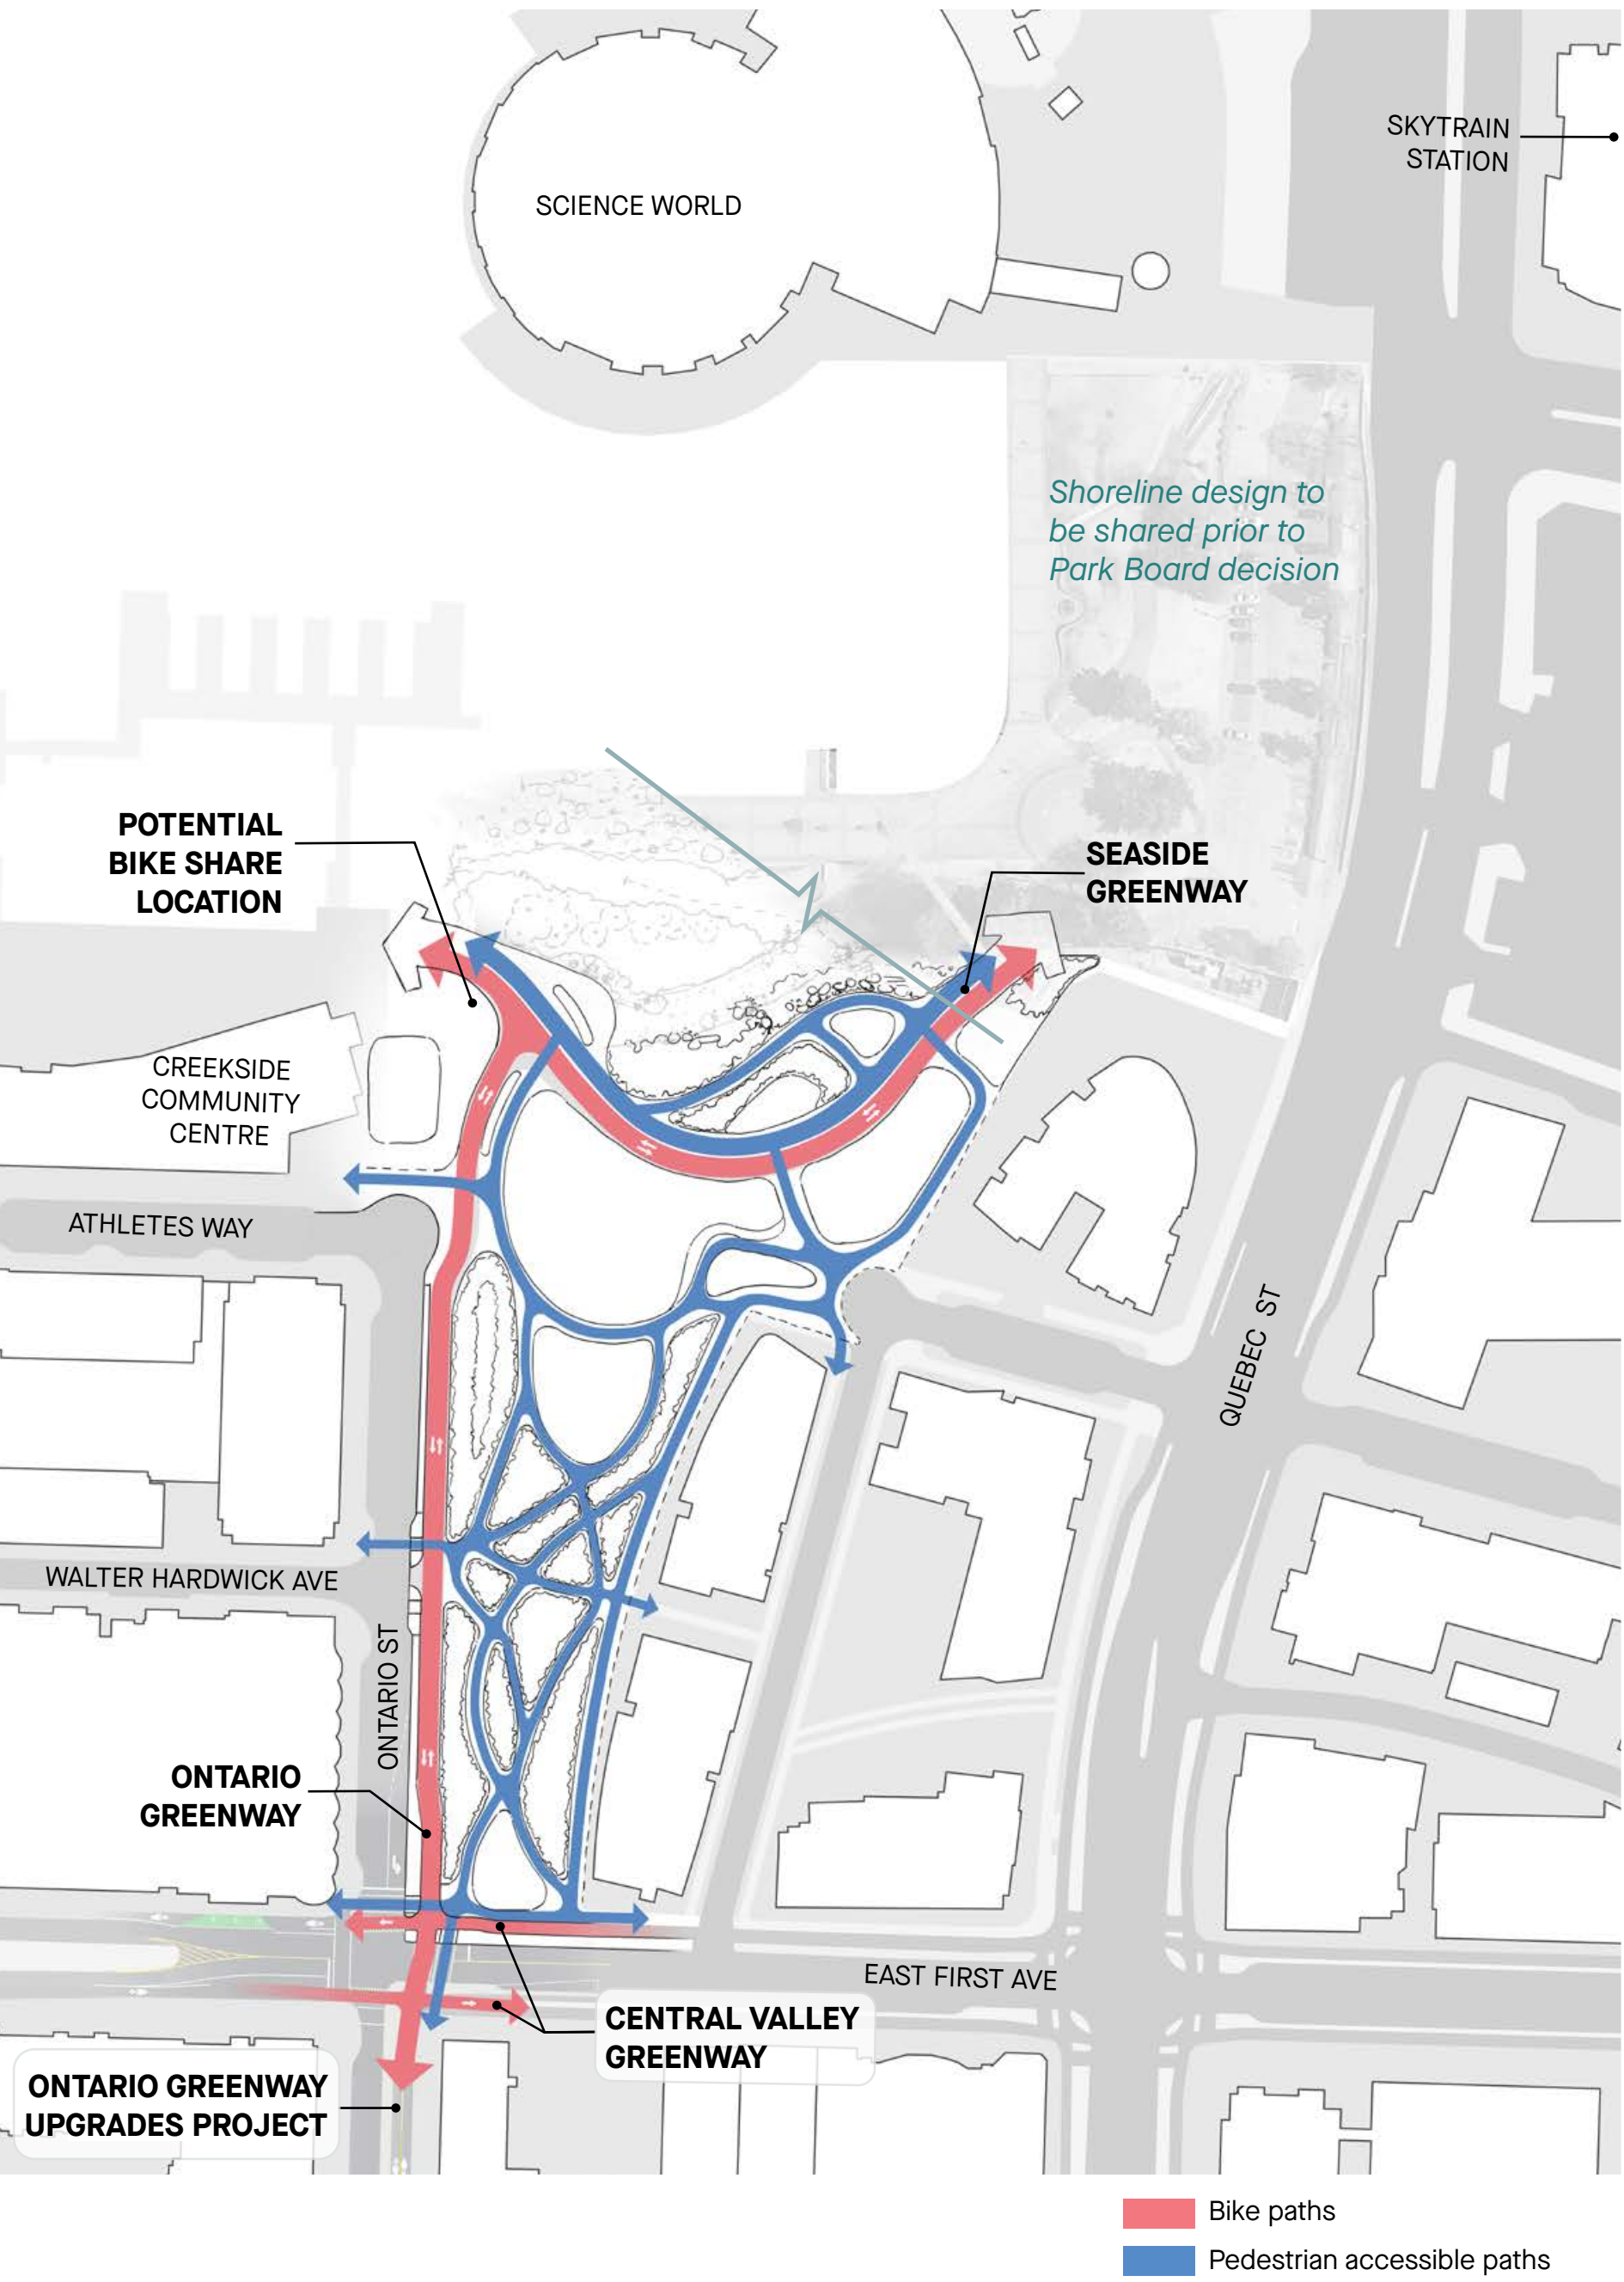 SKYTRAIN
STATION
SCIENCE WORLD
Shoreline design to
be shared prior to
Park Board decision
POTENTIAL
BIKE SHARE
LOCATION
SEASIDE
GREENWAY
CREEKSIDE
COMMUNITY
CENTRE
ATHLETES WAY
QUEBEC ST
WALTER HARDWICK AVE
ONTARIO ST
ONTARIO
GREENWAY
EAST FIRST AVE
CENTRAL VALLEY
GREENWAY
ONTARIO GREENWAY
UPGRADES PROJECT
Bike paths
Pedestrian accessible paths